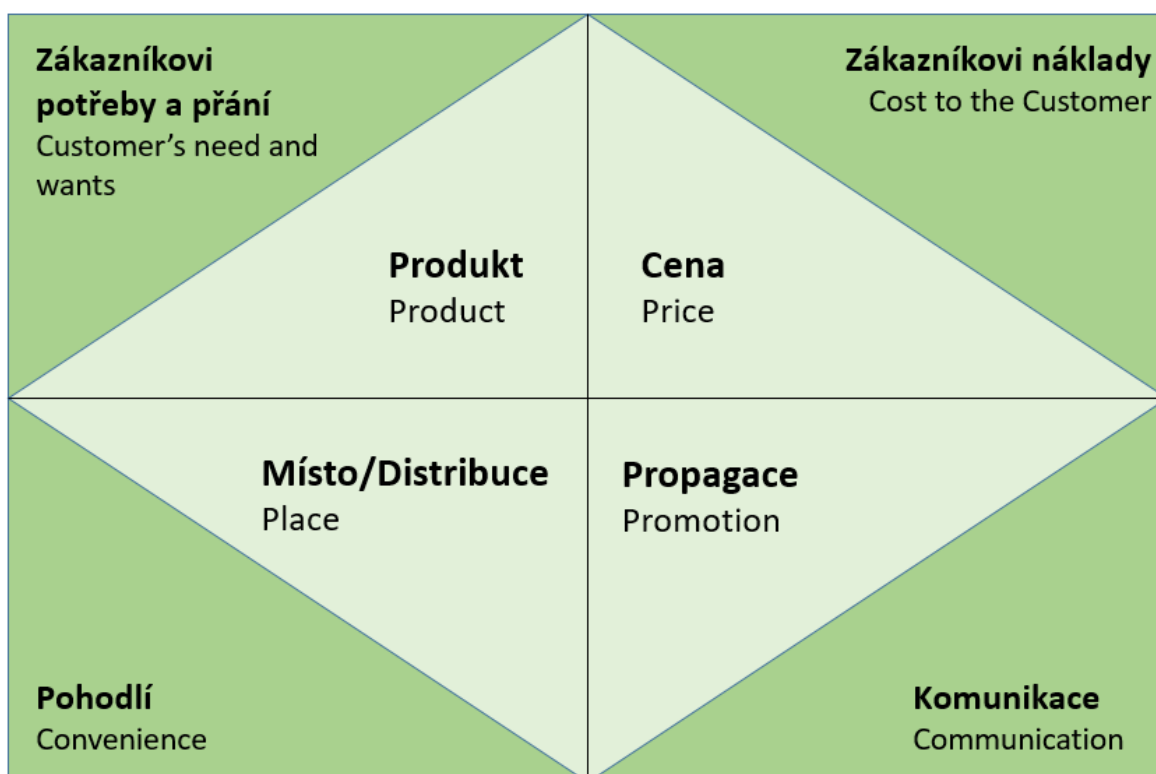 Zákazníkovi
potřeby a přání
Customer's need and
wants
Zákazníkovi náklady
Cost to the Customer
Produkt
Product
Cena
Price
Místo/Distribuce
Place
Propagace
Promotion
Pohodlí
Convenience
Komunikace
Communication